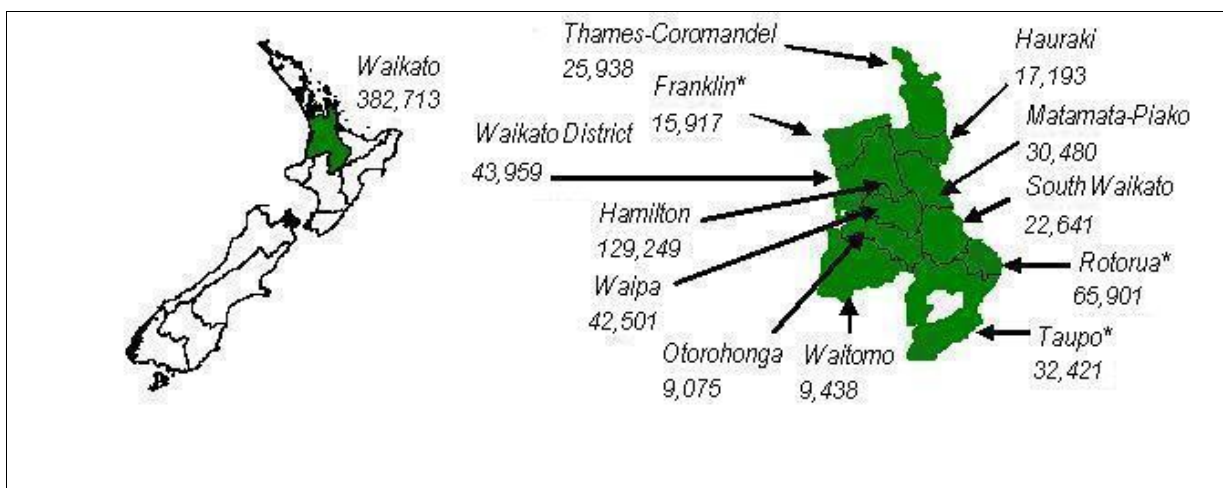 Waikato
382,713
Thames-Coromandel
25,938
Franklin*
15,917
Waikato District
43,959
Hamilton
129,249
Waipa
42,501
Otorohonga
9,075
Waitomo
9,438
Hauraki
17,193
Matamata-Piako
30,480
South Waikato
22,641
Rotorua*
65,901
Taupo*
32,421